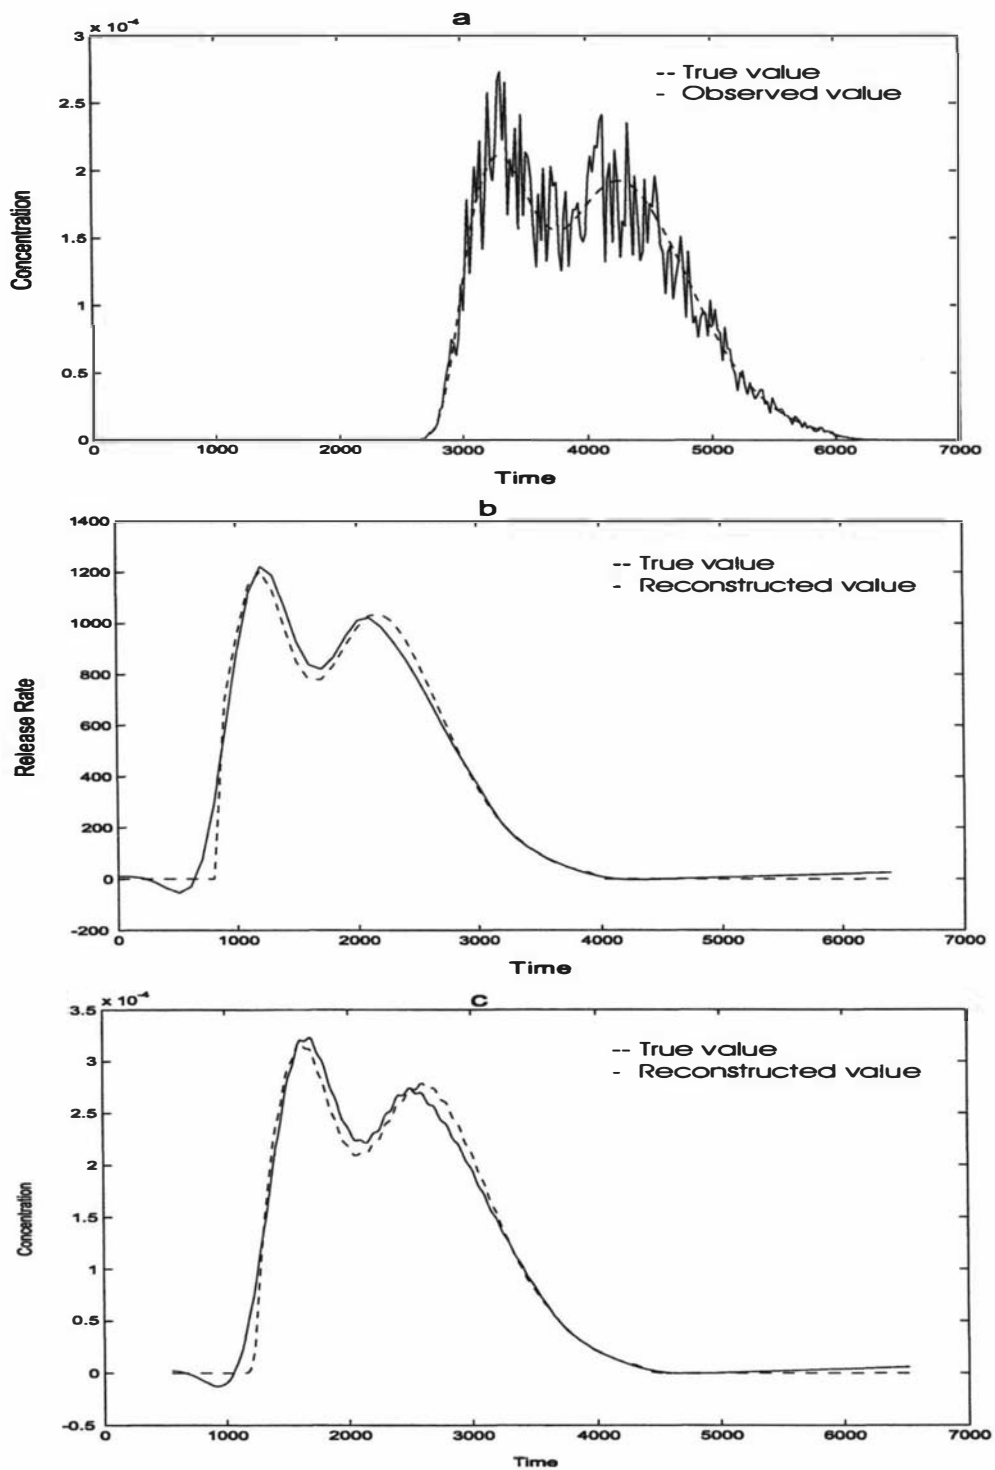 a
x 10⁻⁴
3
2.5
2
1.5
1
0.5
0
Concentration
-- True value
- Observed value
0 1000 2000 3000 4000 5000 6000 7000
Time
b
1400
1200
1000
800
600
400
200
0
-200
Release Rate
-- True value
- Reconstructed value
0 1000 2000 3000 4000 5000 6000 7000
Time
c
x 10⁻⁴
3.5
3
2.5
2
1.5
1
0.5
0
-0.5
Concentration
-- True value
- Reconstructed value
0 1000 2000 3000 4000 5000 6000 7000
Time